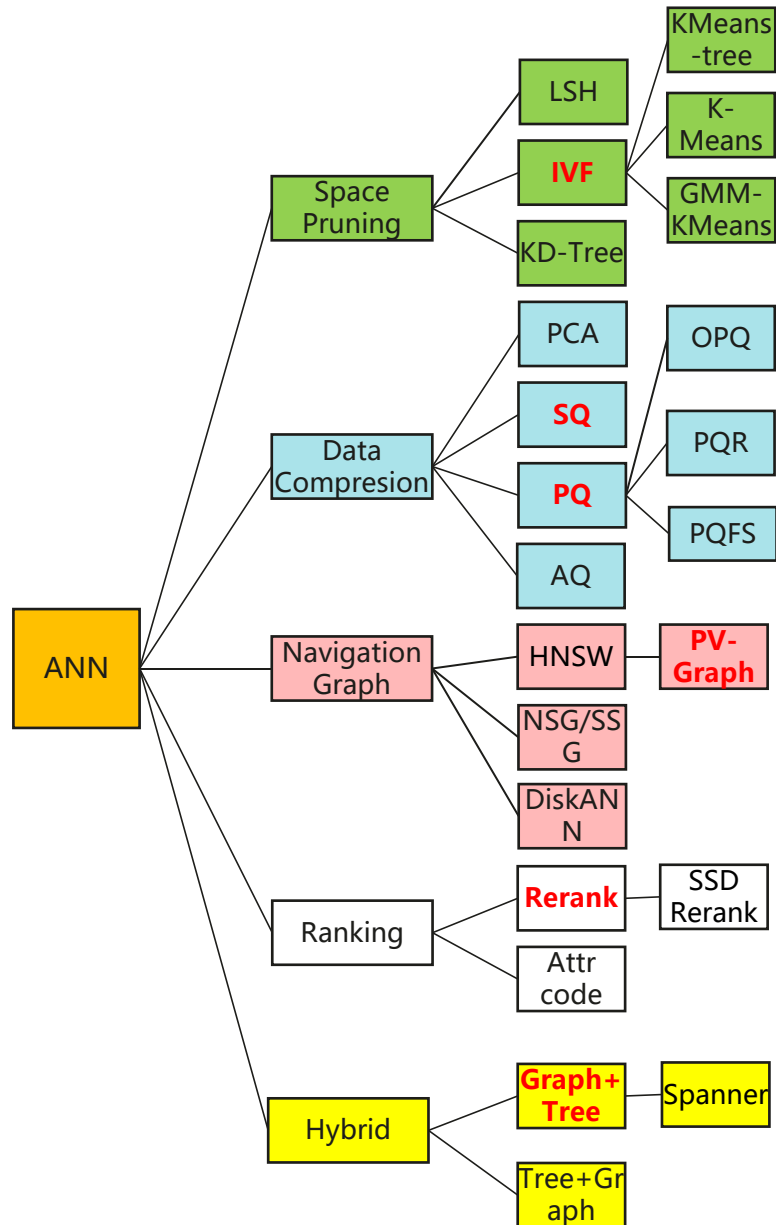 KMeans
-tree
LSH
K-
Means
IVF
Space
Pruning
GMM-
KMeans
KD-Tree
PCA
OPQ
SQ
Data
Compresion
PQR
PQ
PQFS
AQ
ANN
Navigation
Graph
HNSW
PV-
Graph
NSG/SS
G
DiskAN
N
Ranking
Rerank
SSD
Rerank
Attr
code
Hybrid
Graph+
Tree
Spanner
Tree+Gr
aph